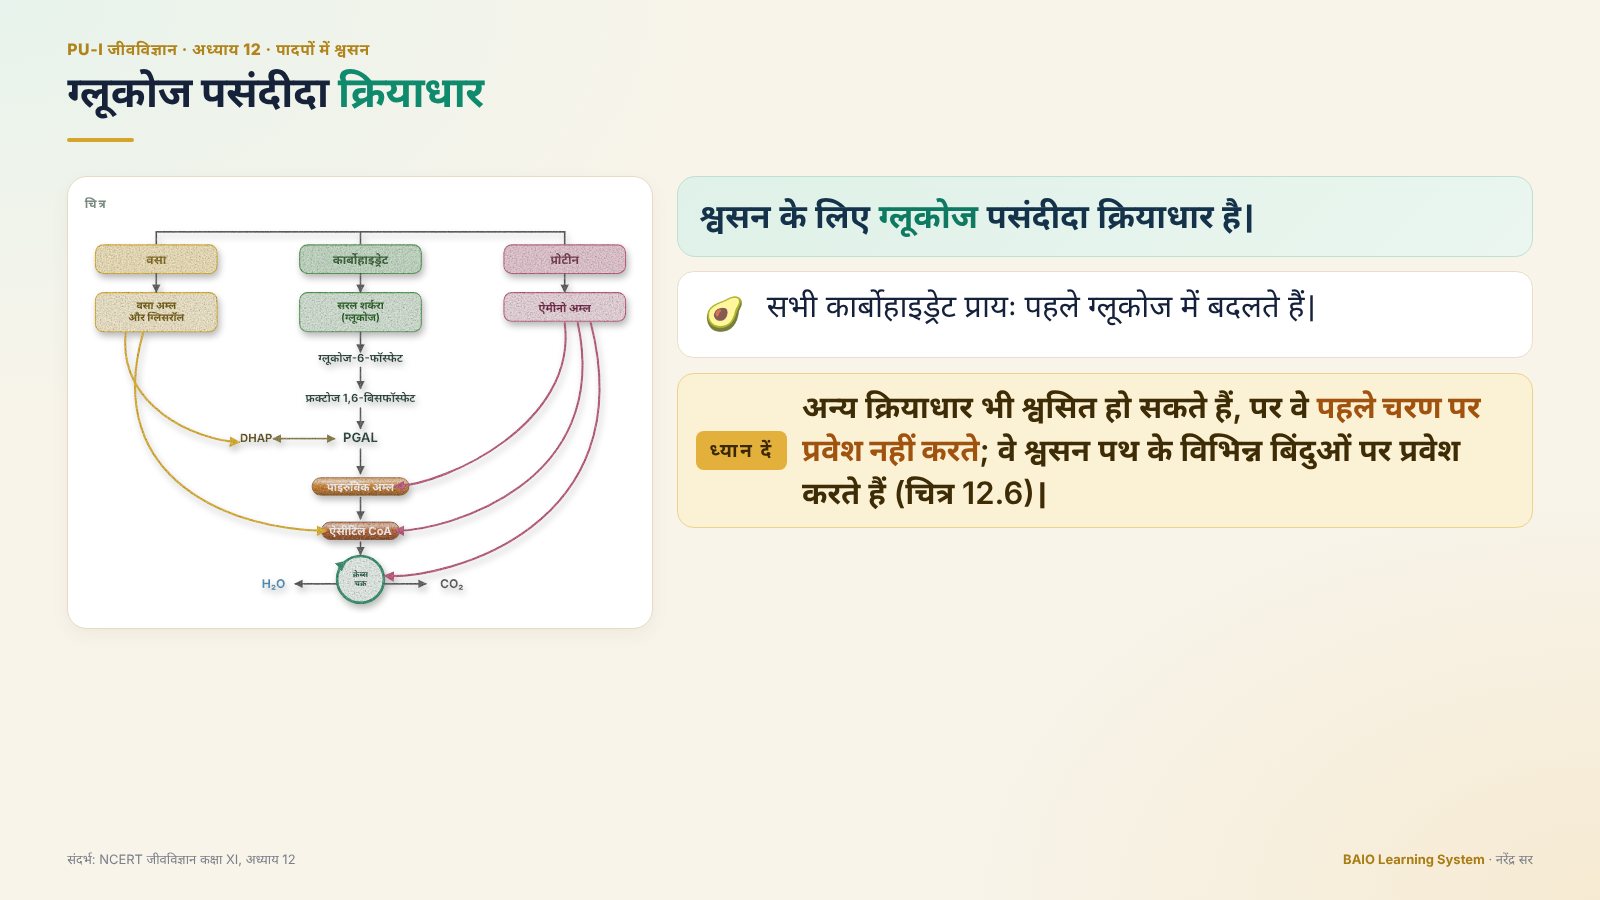 PU-I जीवविज्ञान · अध्याय 12 · पादपों में श्वसन
ग्लूकोज पसंदीदा क्रियाधार
चित्र
वसा
कार्बोहाइड्रेट
प्रोटीन
वसा अम्ल
और ग्लिसरॉल
सरल शर्करा
(ग्लूकोज)
ऐमीनो अम्ल
ग्लूकोज-6-फॉस्फेट
फ्रक्टोज 1,6-बिसफॉस्फेट
DHAP
PGAL
पाइरुविक अम्ल
ऐसीटिल CoA
क्रेब्स
चक्र
H₂O
CO₂
श्वसन के लिए ग्लूकोज पसंदीदा क्रियाधार है|
सभी कार्बोहाइड्रेट प्रायः पहले ग्लूकोज में बदलते हैं|
ध्यान दें
अन्य क्रियाधार भी श्वसित हो सकते हैं, पर वे पहले चरण पर
प्रवेश नहीं करते; वे श्वसन पथ के विभिन्न बिंदुओं पर प्रवेश
करते हैं (चित्र 12.6)|
संदर्भ: NCERT जीवविज्ञान कक्षा XI, अध्याय 12
BAIO Learning System · नरेंद्र सर